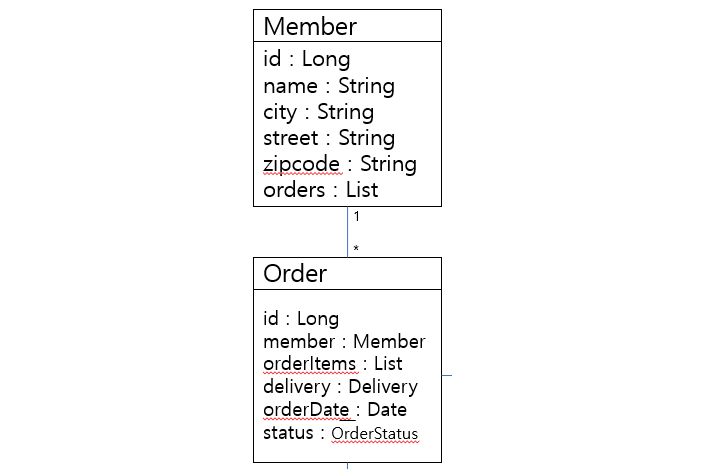 Member
id : Long
name : String
city : String
street : String
zipcode : String
orders : List
1
*
Order
id : Long
member : Member
orderItems : List
delivery : Delivery
orderDate : Date
status : OrderStatus